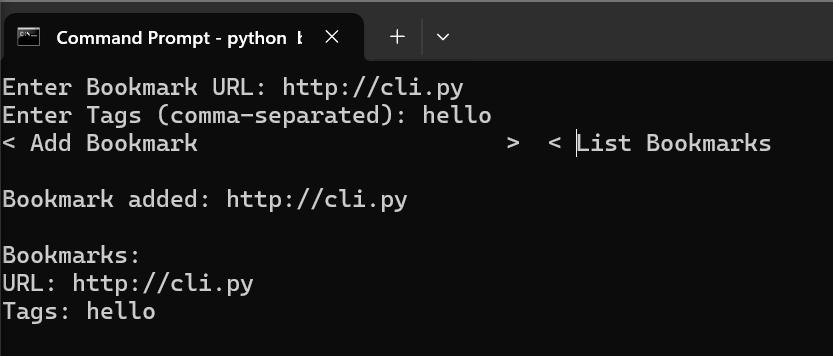 Command Prompt - python b
Enter Bookmark URL: http://cli.py
Enter Tags (comma-separated): hello
< Add Bookmark                      >  < List Bookmarks
Bookmark added: http://cli.py
Bookmarks:
URL: http://cli.py
Tags: hello